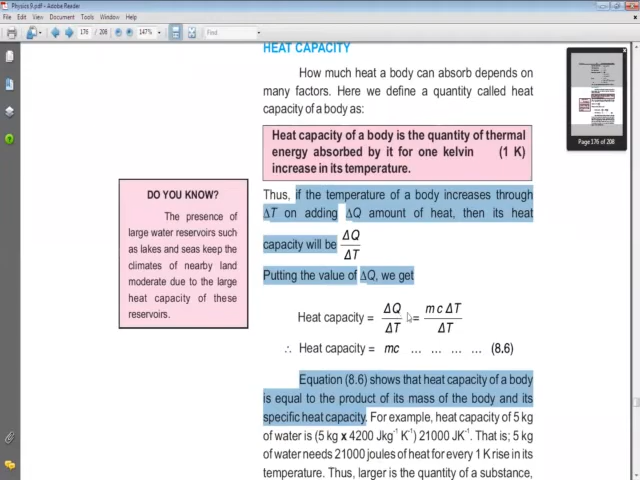 Physics 9.pdf - Adobe Reader
File Edit View Document Tools Window Help
176 / 208 147% Find
HEAT CAPACITY
How much heat a body can absorb depends on
many factors. Here we define a quantity called heat
capacity of a body as:
Heat capacity of a body is the quantity of thermal
energy absorbed by it for one kelvin (1 K)
increase in its temperature.
Thus, if the temperature of a body increases through
ΔT on adding ΔQ amount of heat, then its heat
capacity will be ΔQ/ΔT
Putting the value of ΔQ, we get
Heat capacity = ΔQ/ΔT = m c ΔT/ΔT
∴ Heat capacity = mc ... ... ... ... (8.6)
Equation (8.6) shows that heat capacity of a body
is equal to the product of its mass of the body and its
specific heat capacity. For example, heat capacity of 5 kg
of water is (5 kg x 4200 Jkg⁻¹ K⁻¹) 21000 JK⁻¹. That is; 5 kg
of water needs 21000 joules of heat for every 1 K rise in its
temperature. Thus, larger is the quantity of a substance,
DO YOU KNOW?
The presence of
large water reservoirs such
as lakes and seas keep the
climates of nearby land
moderate due to the large
heat capacity of these
reservoirs.
Page 176 of 208